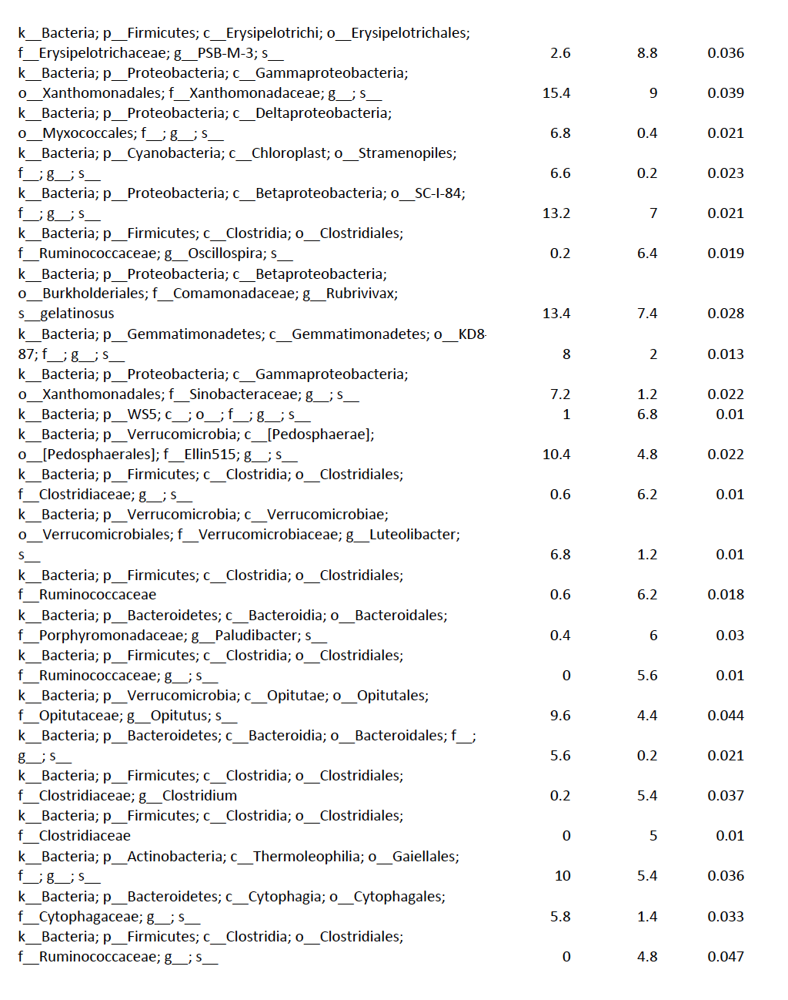 k__Bacteria; p__Firmicutes; c__Erysipelotrichi; o__Erysipelotrichales;
f__Erysipelotrichaceae; g__PSB-M-3; s__ 2.6 8.8 0.036
k__Bacteria; p__Proteobacteria; c__Gammaproteobacteria;
o__Xanthomonadales; f__Xanthomonadaceae; g__; s__ 15.4 9 0.039
k__Bacteria; p__Proteobacteria; c__Deltaproteobacteria;
o__Myxococcales; f__; g__; s__ 6.8 0.4 0.021
k__Bacteria; p__Cyanobacteria; c__Chloroplast; o__Stramenopiles;
f__; g__; s__ 6.6 0.2 0.023
k__Bacteria; p__Proteobacteria; c__Betaproteobacteria; o__SC-I-84;
f__; g__; s__ 13.2 7 0.021
k__Bacteria; p__Firmicutes; c__Clostridia; o__Clostridiales;
f__Ruminococcaceae; g__Oscillospira; s__ 0.2 6.4 0.019
k__Bacteria; p__Proteobacteria; c__Betaproteobacteria;
o__Burkholderiales; f__Comamonadaceae; g__Rubrivivax;
s__gelatinosus 13.4 7.4 0.028
k__Bacteria; p__Gemmatimonadetes; c__Gemmatimonadetes; o__KD8-
87; f__; g__; s__ 8 2 0.013
k__Bacteria; p__Proteobacteria; c__Gammaproteobacteria;
o__Xanthomonadales; f__Sinobacteraceae; g__; s__ 7.2 1.2 0.022
k__Bacteria; p__WS5; c__; o__; f__; g__; s__ 1 6.8 0.01
k__Bacteria; p__Verrucomicrobia; c__[Pedosphaerae];
o__[Pedosphaerales]; f__Ellin515; g__; s__ 10.4 4.8 0.022
k__Bacteria; p__Firmicutes; c__Clostridia; o__Clostridiales;
f__Clostridiaceae; g__; s__ 0.6 6.2 0.01
k__Bacteria; p__Verrucomicrobia; c__Verrucomicrobiae;
o__Verrucomicrobiales; f__Verrucomicrobiaceae; g__Luteolibacter;
s__ 6.8 1.2 0.01
k__Bacteria; p__Firmicutes; c__Clostridia; o__Clostridiales;
f__Ruminococcaceae 0.6 6.2 0.018
k__Bacteria; p__Bacteroidetes; c__Bacteroidia; o__Bacteroidales;
f__Porphyromonadaceae; g__Paludibacter; s__ 0.4 6 0.03
k__Bacteria; p__Firmicutes; c__Clostridia; o__Clostridiales;
f__Ruminococcaceae; g__; s__ 0 5.6 0.01
k__Bacteria; p__Verrucomicrobia; c__Opitutae; o__Opitutales;
f__Opitutaceae; g__Opitutus; s__ 9.6 4.4 0.044
k__Bacteria; p__Bacteroidetes; c__Bacteroidia; o__Bacteroidales; f__;
g__; s__ 5.6 0.2 0.021
k__Bacteria; p__Firmicutes; c__Clostridia; o__Clostridiales;
f__Clostridiaceae; g__Clostridium 0.2 5.4 0.037
k__Bacteria; p__Firmicutes; c__Clostridia; o__Clostridiales;
f__Clostridiaceae 0 5 0.01
k__Bacteria; p__Actinobacteria; c__Thermoleophilia; o__Gaiellales;
f__; g__; s__ 10 5.4 0.036
k__Bacteria; p__Bacteroidetes; c__Cytophagia; o__Cytophagales;
f__Cytophagaceae; g__; s__ 5.8 1.4 0.033
k__Bacteria; p__Firmicutes; c__Clostridia; o__Clostridiales;
f__Ruminococcaceae; g__; s__ 0 4.8 0.047